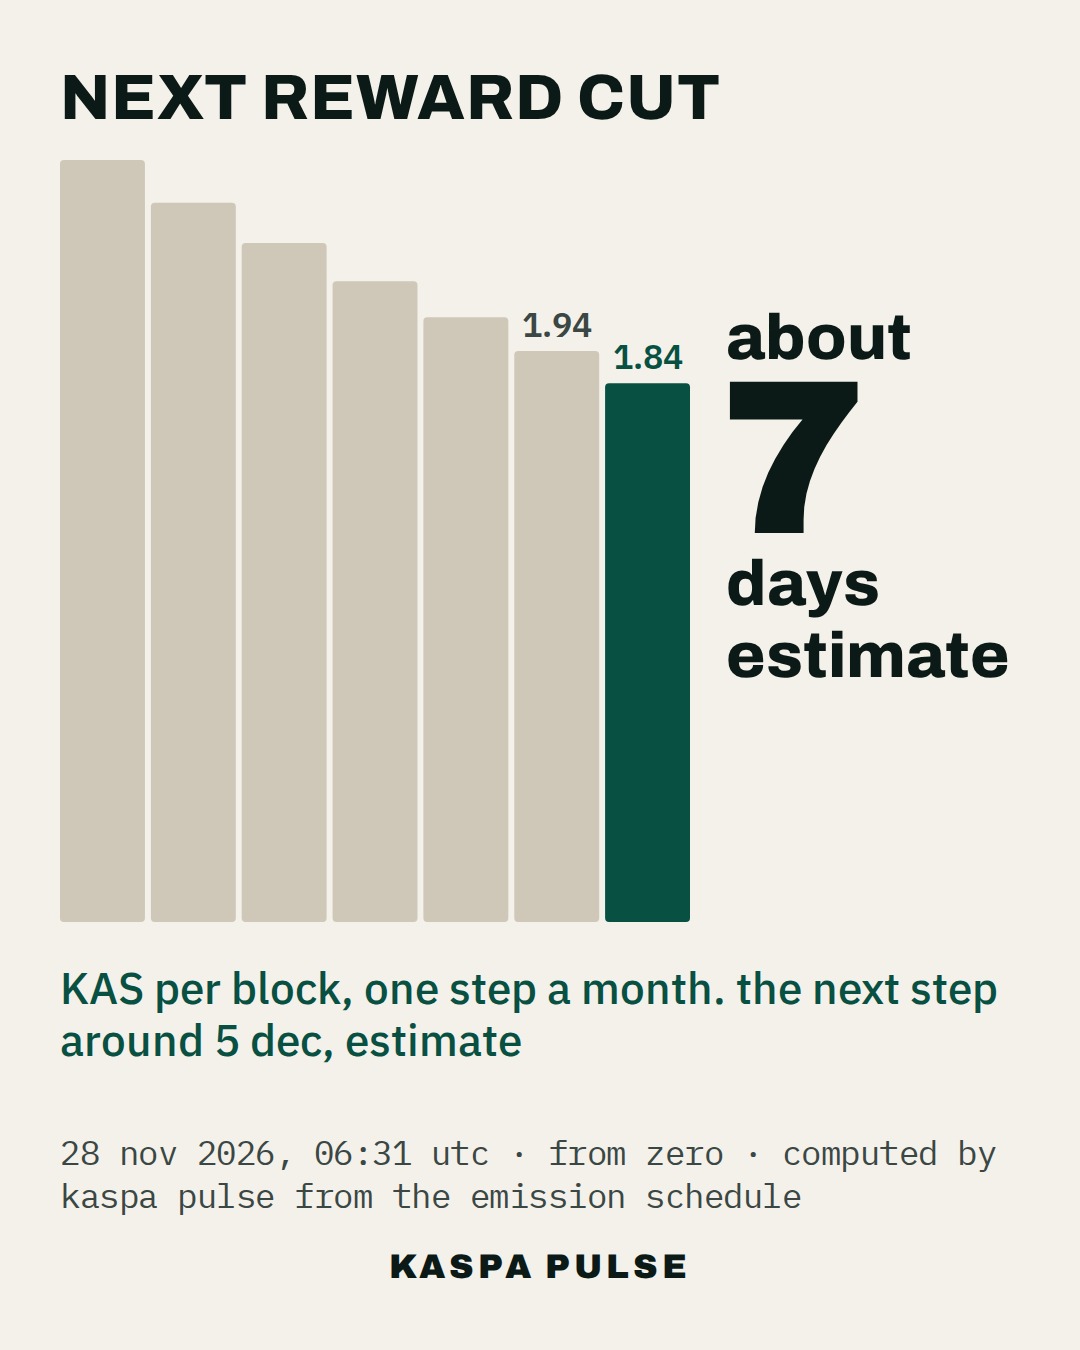 NEXT REWARD CUT
1.94
1.84
about
7
days
estimate
KAS per block, one step a month. the next step
around 5 dec, estimate
28 nov 2026, 06:31 utc · from zero · computed by
kaspa pulse from the emission schedule
KASPA PULSE